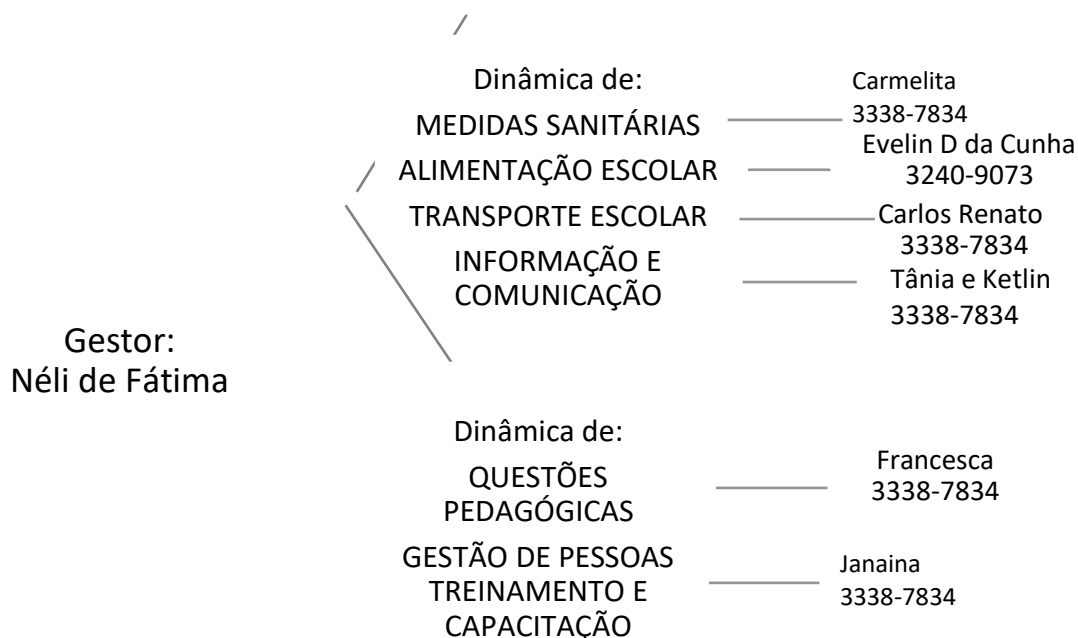 Dinâmica de:
MEDIDAS SANITÁRIAS
Carmelita
3338-7834
ALIMENTAÇÃO ESCOLAR
Evelin D da Cunha
3240-9073
TRANSPORTE ESCOLAR
Carlos Renato
3338-7834
INFORMAÇÃO E
COMUNICAÇÃO
Tânia e Ketlin
3338-7834
Gestor:
Néli de Fátima
Dinâmica de:
QUESTÕES
PEDAGÓGICAS
Francesca
3338-7834
GESTÃO DE PESSOAS
TREINAMENTO E
CAPACITAÇÃO
Janaina
3338-7834